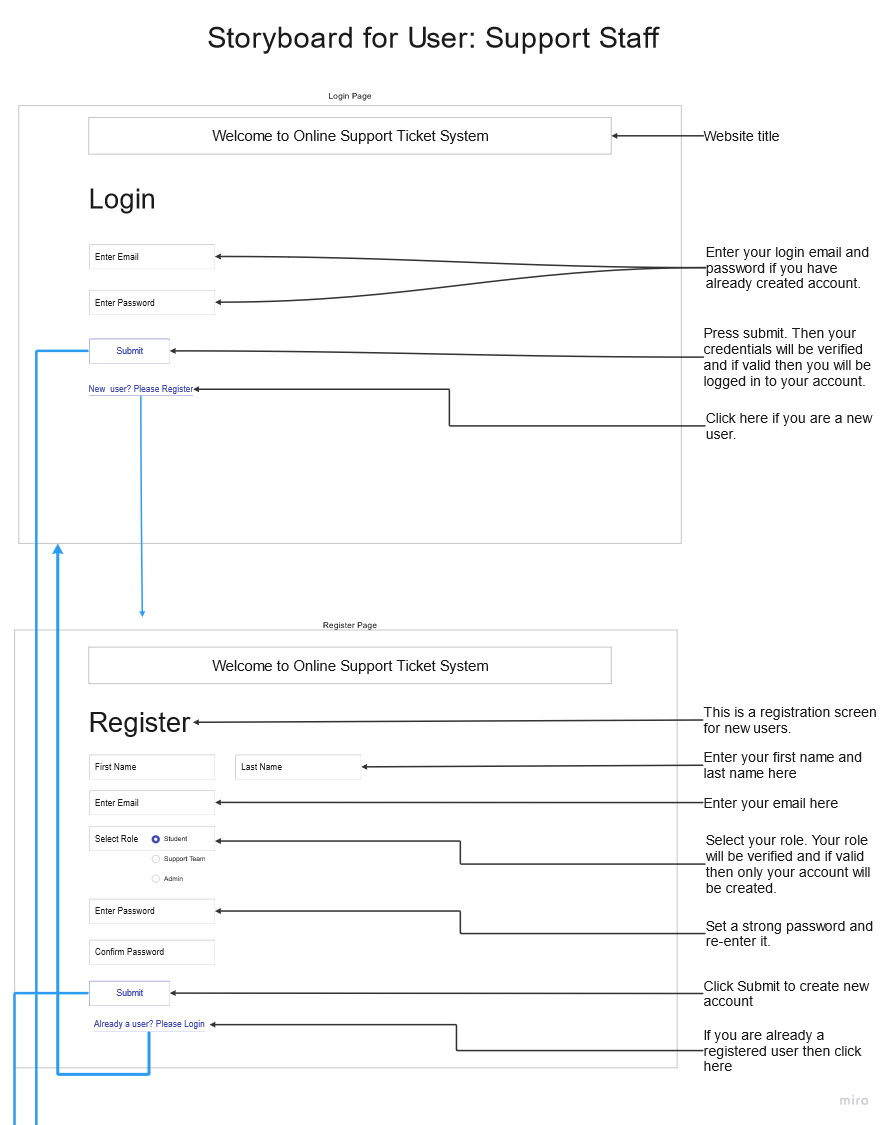 Storyboard for User: Support Staff
Login Page
Welcome to Online Support Ticket System
Website title
Login
Enter Email
Enter your login email and
password if you have
already created account.
Enter Password
Submit
Press submit. Then your
credentials will be verified
and if valid then you will be
logged in to your account.
New user? Please Register
Click here if you are a new
user.
Register Page
Welcome to Online Support Ticket System
Register
This is a registration screen
for new users.
First Name
Last Name
Enter your first name and
last name here
Enter Email
Enter your email here
Select Role
Student
Support Team
Admin
Select your role. Your role
will be verified and if valid
then only your account will
be created.
Enter Password
Set a strong password and
re-enter it.
Confirm Password
Submit
Click Submit to create new
account
Already a user? Please Login
If you are already a
registered user then click
here
miro